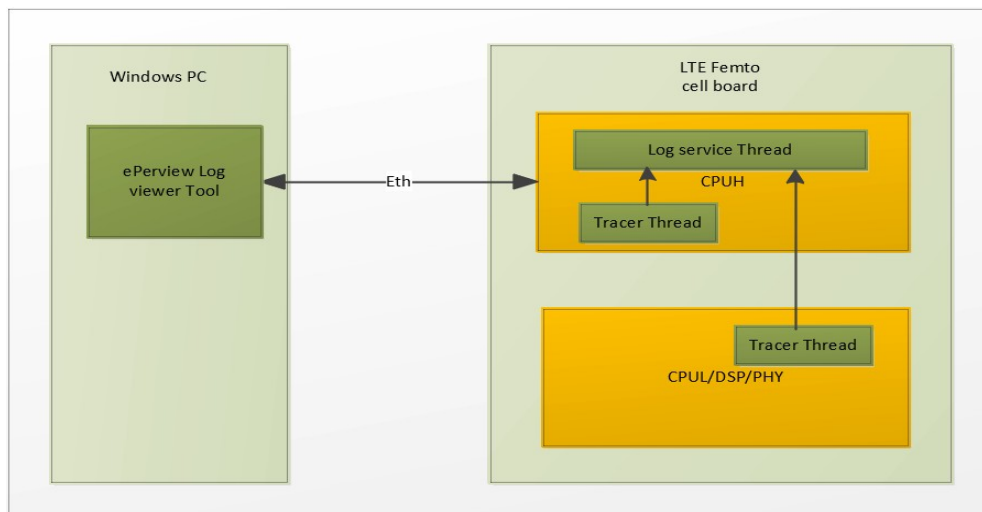 Windows PC
ePerview Log
viewer Tool
Eth
LTE Femto
cell board
Log service Thread
CPUH
Tracer Thread
Tracer Thread
CPUL/DSP/PHY